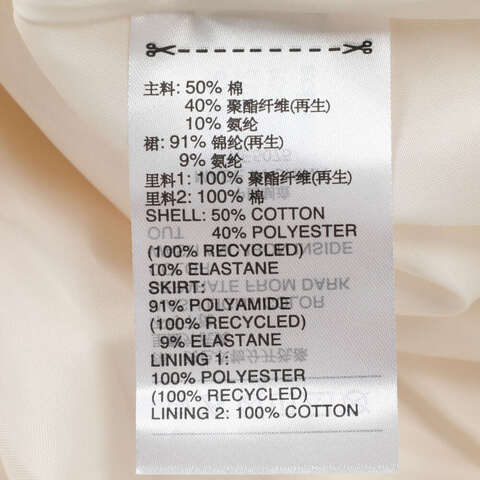 主料: 50% 棉
40% 聚酯纤维(再生)
10% 氨纶
裙: 91% 锦纶(再生)
9% 氨纶
里料1: 100% 聚酯纤维(再生)
里料2: 100% 棉
SHELL: 50% COTTON
40% POLYESTER
(100% RECYCLED)
10% ELASTANE
SKIRT:
91% POLYAMIDE
(100% RECYCLED)
9% ELASTANE
LINING 1:
100% POLYESTER
(100% RECYCLED)
LINING 2: 100% COTTON